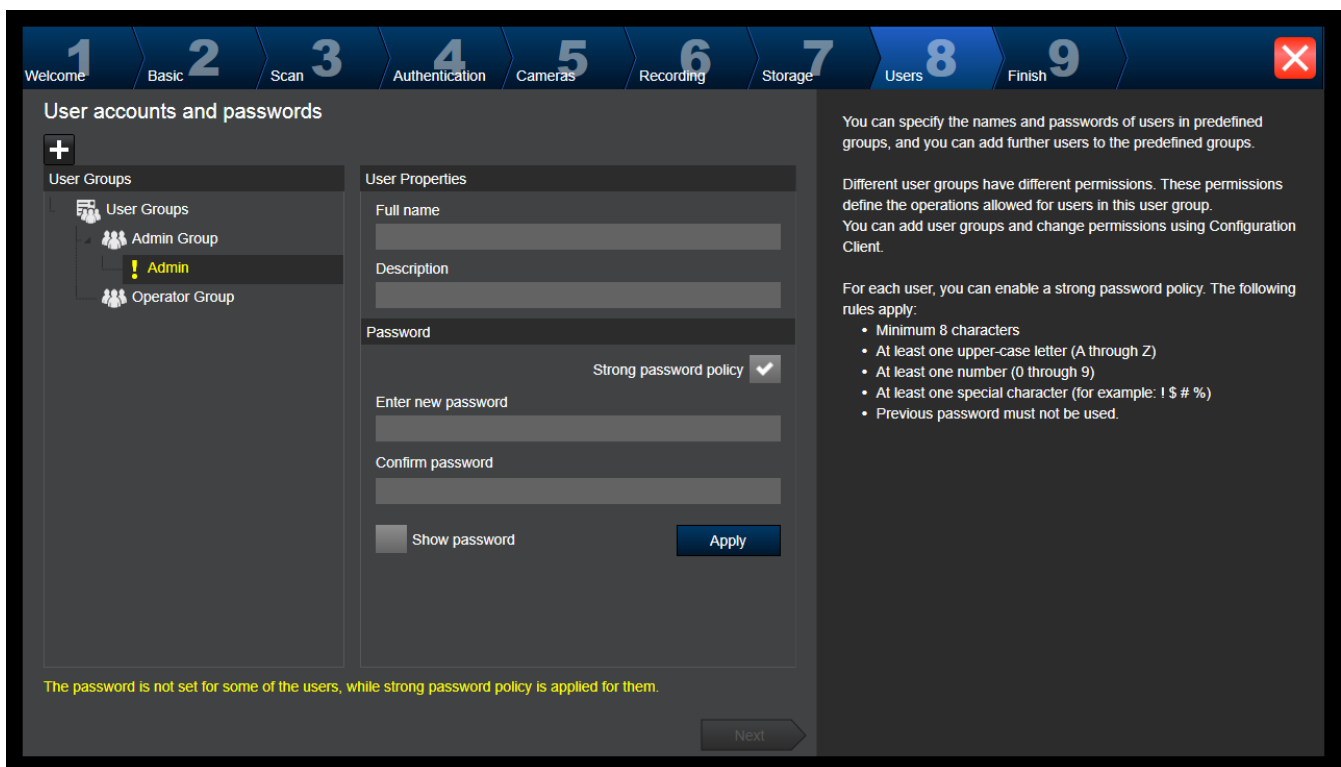 1 Welcome
2 Basic
3 Scan
4 Authentication
5 Cameras
6 Recording
7 Storage
8 Users
9 Finish
User accounts and passwords
User Groups
User Groups
Admin Group
! Admin
Operator Group
User Properties
Full name
Description
Password
Strong password policy
Enter new password
Confirm password
Show password
Apply
The password is not set for some of the users, while strong password policy is applied for them.
Next
You can specify the names and passwords of users in predefined
groups, and you can add further users to the predefined groups.
Different user groups have different permissions. These permissions
define the operations allowed for users in this user group.
You can add user groups and change permissions using Configuration
Client.
For each user, you can enable a strong password policy. The following
rules apply:
• Minimum 8 characters
• At least one upper-case letter (A through Z)
• At least one number (0 through 9)
• At least one special character (for example: ! $ # %)
• Previous password must not be used.